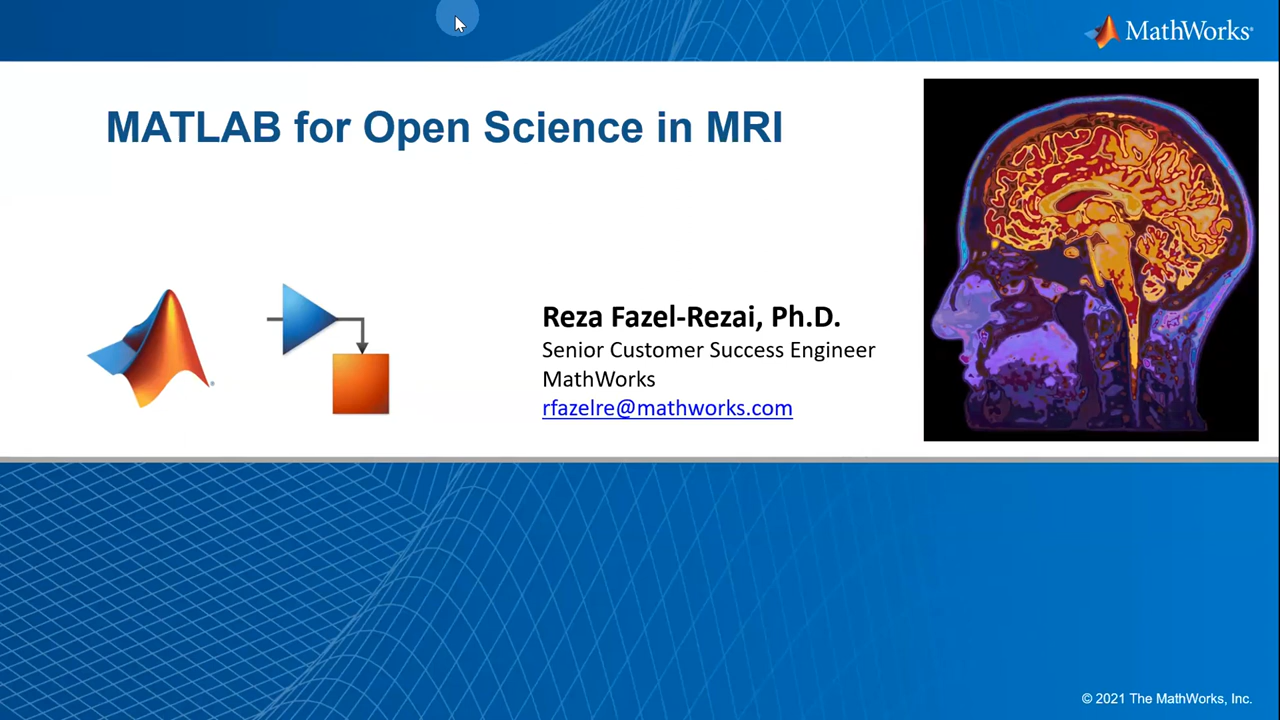 MathWorks®
MATLAB for Open Science in MRI
Reza Fazel-Rezai, Ph.D.
Senior Customer Success Engineer
MathWorks
rfazelre@mathworks.com
© 2021 The MathWorks, Inc.